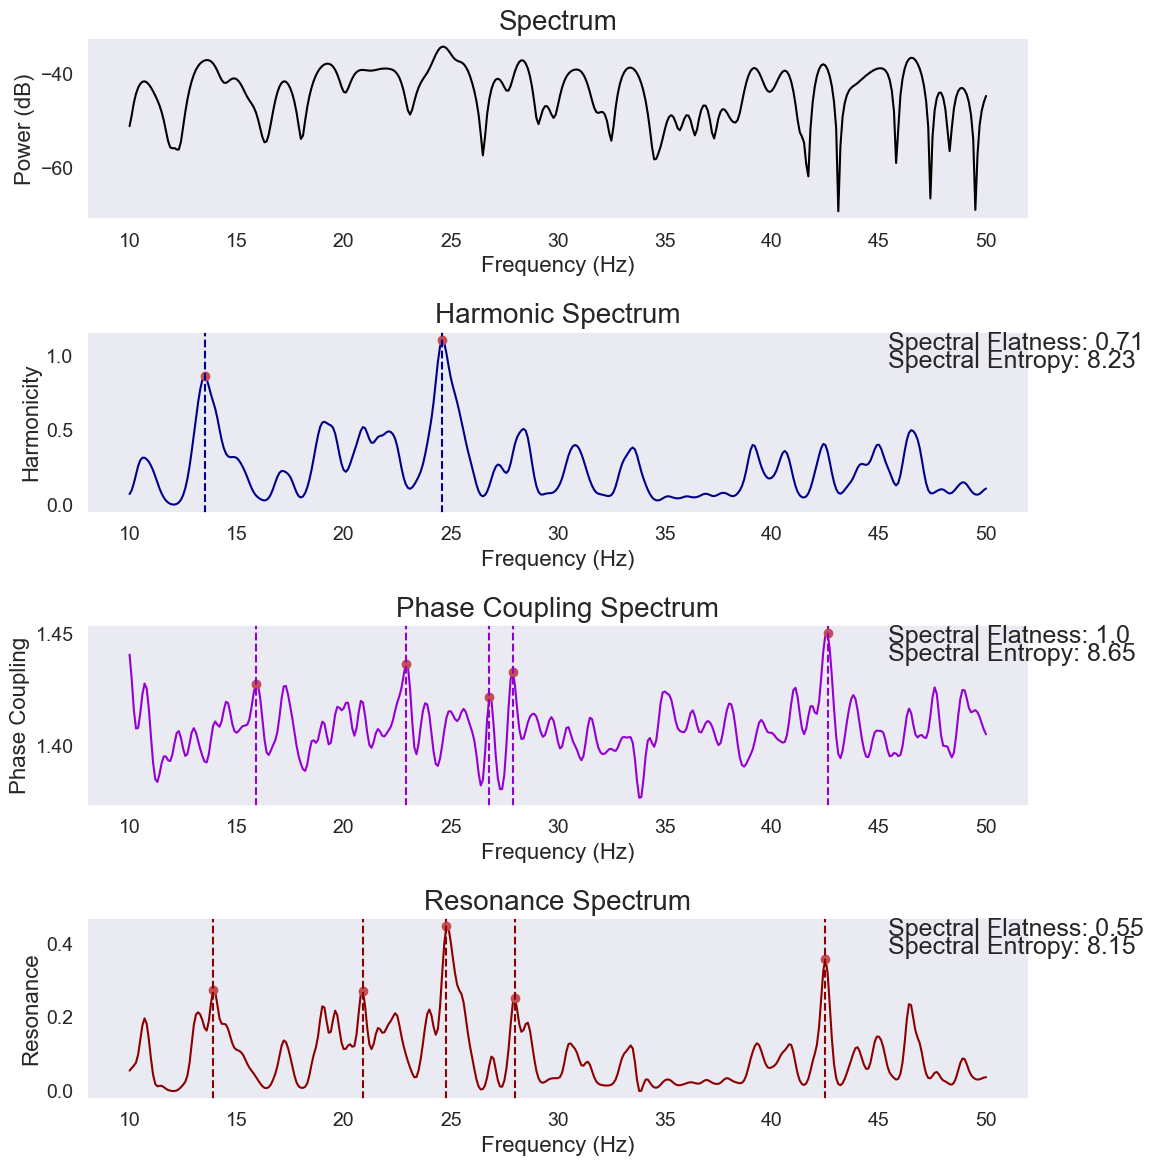 Spectrum
Power (dB)
−40
−60
10 15 20 25 30 35 40 45 50
Frequency (Hz)
Harmonic Spectrum
Harmonicity
1.0
0.5
0.0
Spectral Flatness: 0.71
Spectral Entropy: 8.23
10 15 20 25 30 35 40 45 50
Frequency (Hz)
Phase Coupling Spectrum
Phase Coupling
1.45
1.40
Spectral Flatness: 1.0
Spectral Entropy: 8.65
10 15 20 25 30 35 40 45 50
Frequency (Hz)
Resonance Spectrum
Resonance
0.4
0.2
0.0
Spectral Flatness: 0.55
Spectral Entropy: 8.15
10 15 20 25 30 35 40 45 50
Frequency (Hz)